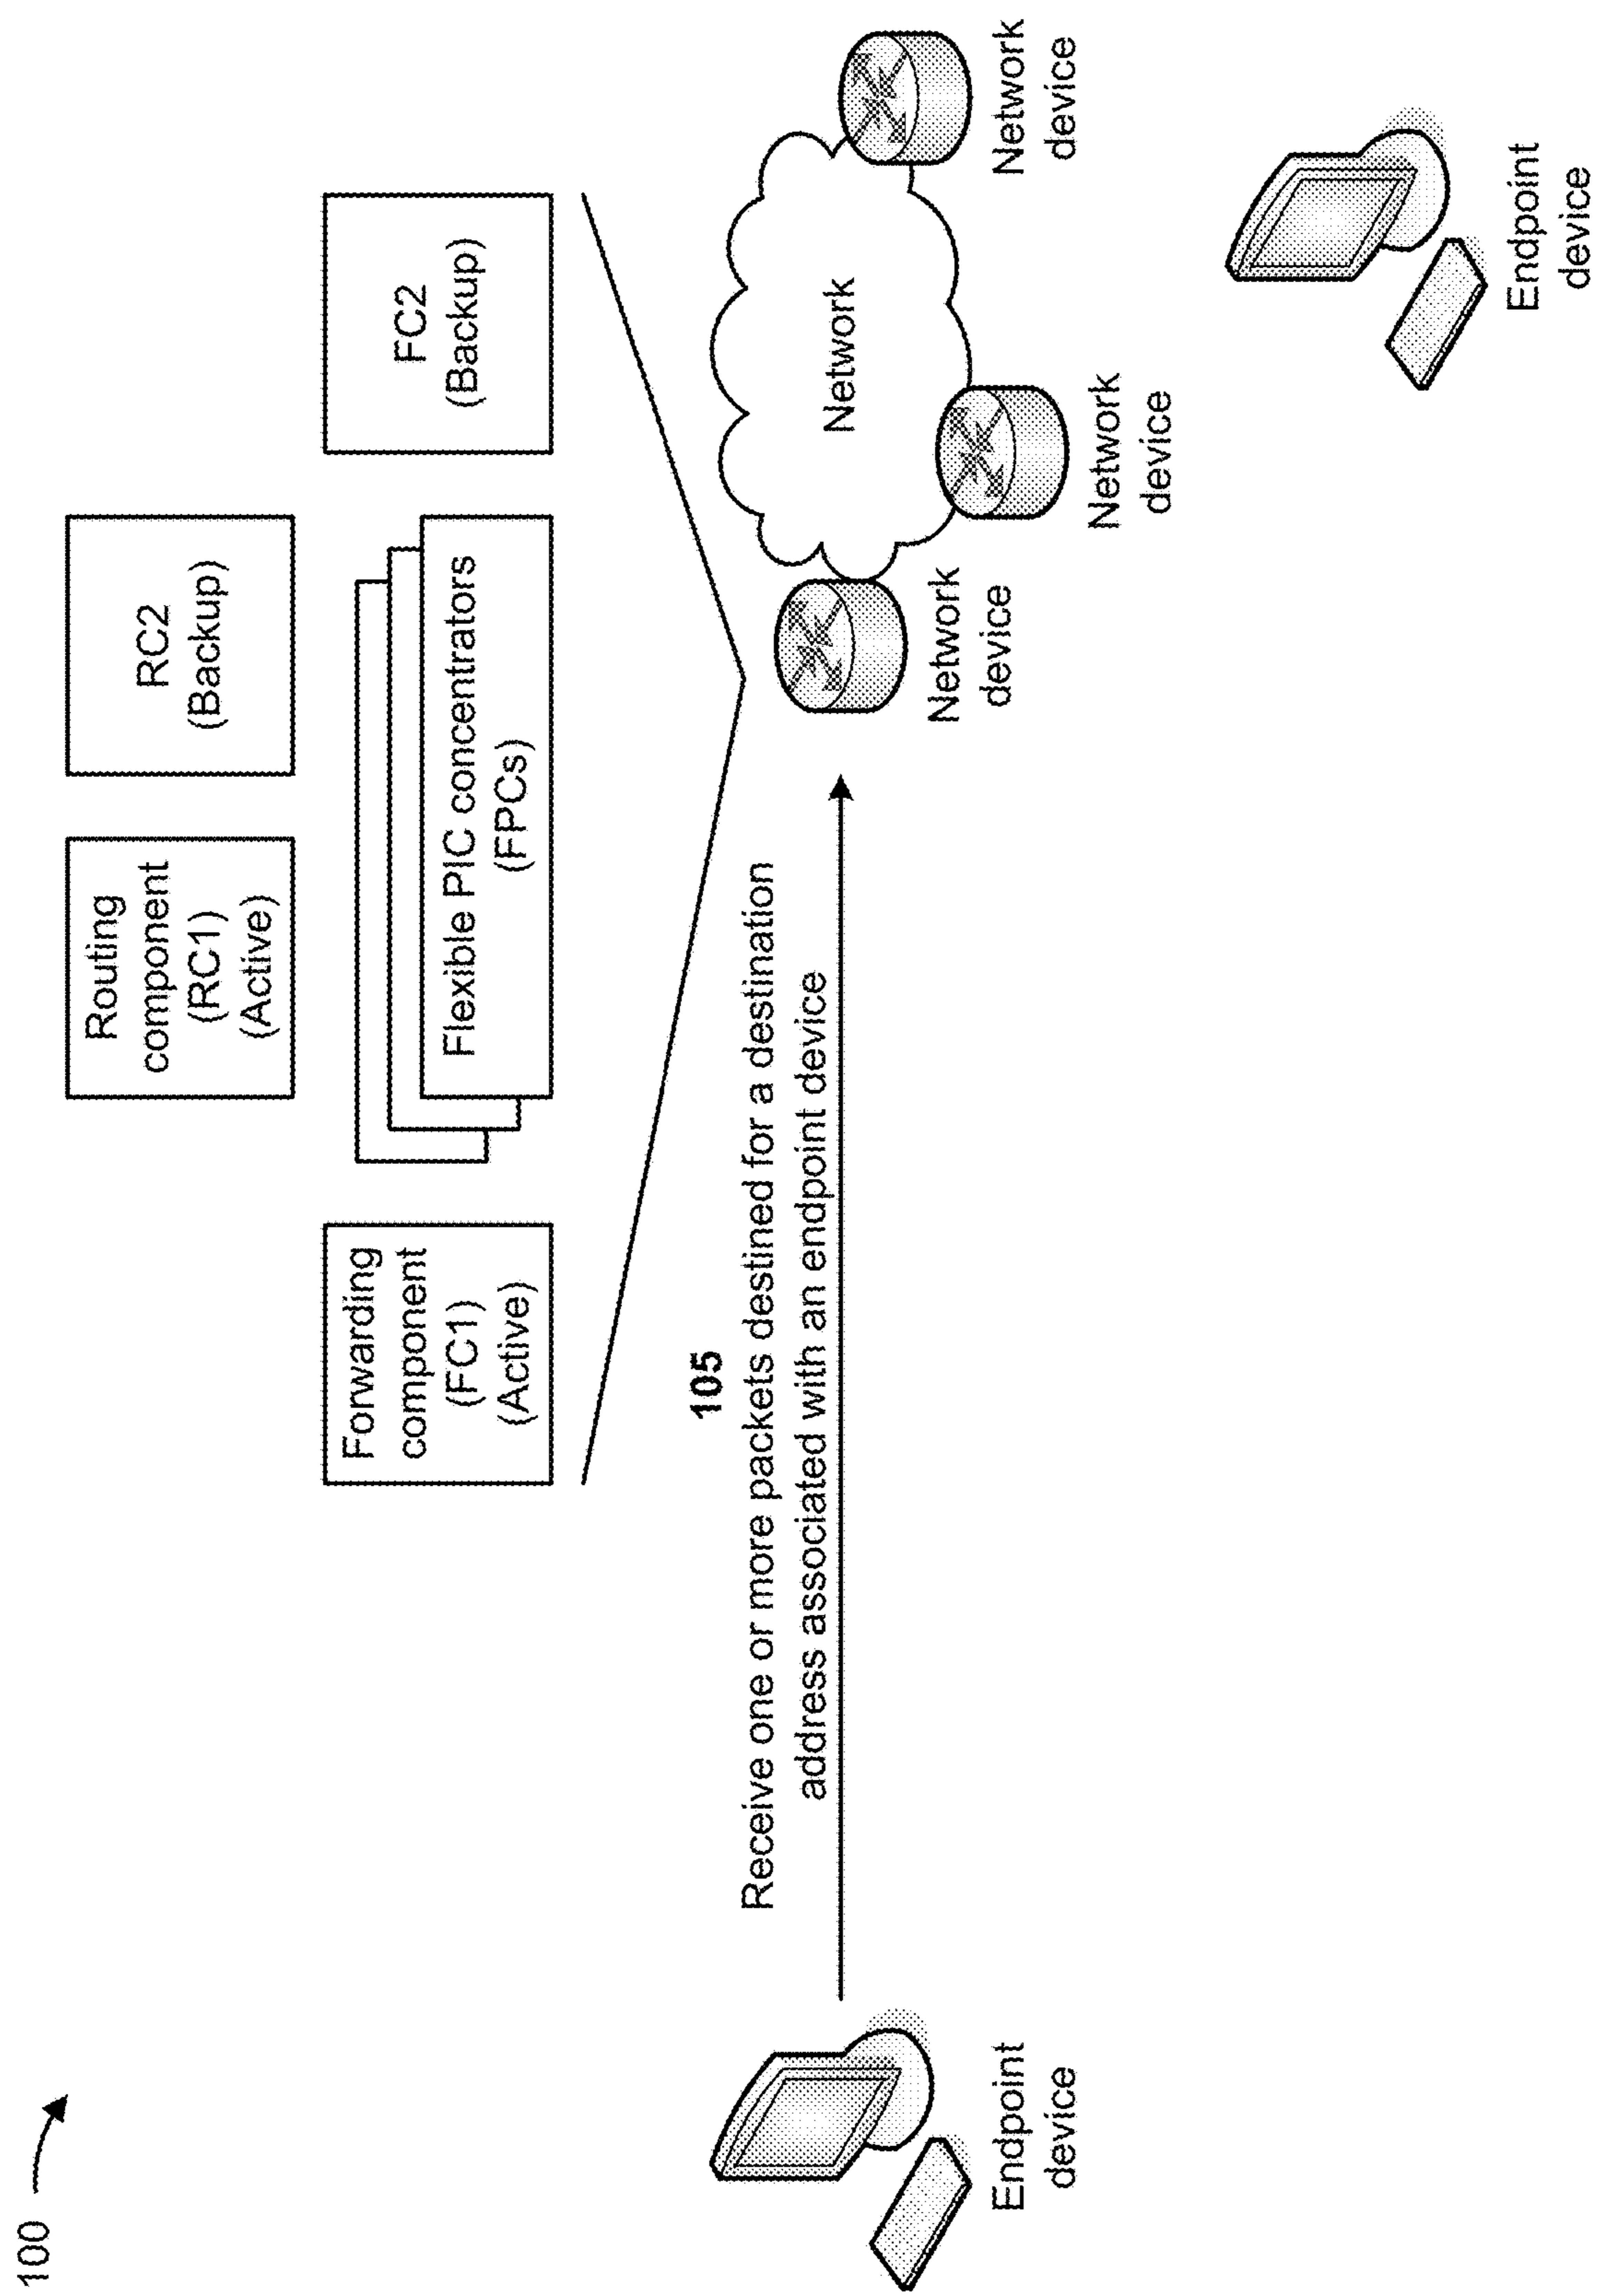 100
Routing
component
(RC1)
(Active)
RC2
(Backup)
Forwarding
component
(FC1)
(Active)
Flexible PIC concentrators
(FPCs)
FC2
(Backup)
105
Receive one or more packets destined for a destination
address associated with an endpoint device
Network
Network
device
Network
device
Network
device
Endpoint
device
Endpoint
device